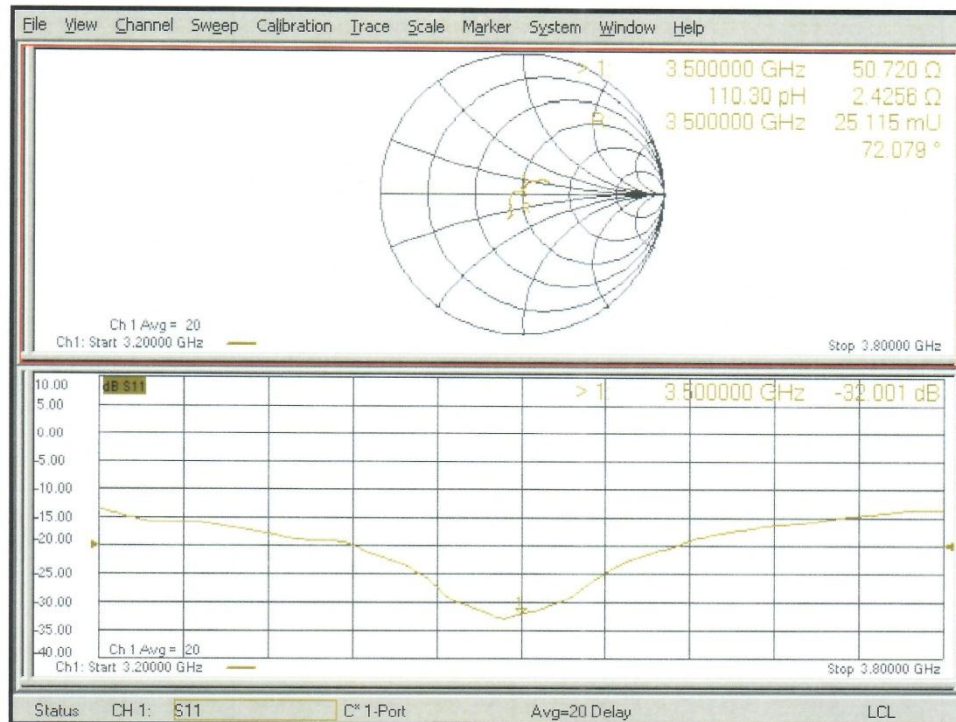 File View Channel Sweep Calibration Trace Scale Marker System Window Help
> 1: 3.500000 GHz 50.720 Ω
110.30 pH 2.4256 Ω
R: 3.500000 GHz 25.115 mU
72.079 °
Ch 1 Avg = 20
Ch1: Start 3.20000 GHz
Stop 3.80000 GHz
10.00
dB S11
> 1: 3.500000 GHz -32.001 dB
5.00
0.00
-5.00
-10.00
-15.00
-20.00
-25.00
-30.00
1
-35.00
-40.00
Ch 1 Avg = 20
Ch1: Start 3.20000 GHz
Stop 3.80000 GHz
Status CH 1: S11 C* 1-Port Avg=20 Delay LCL